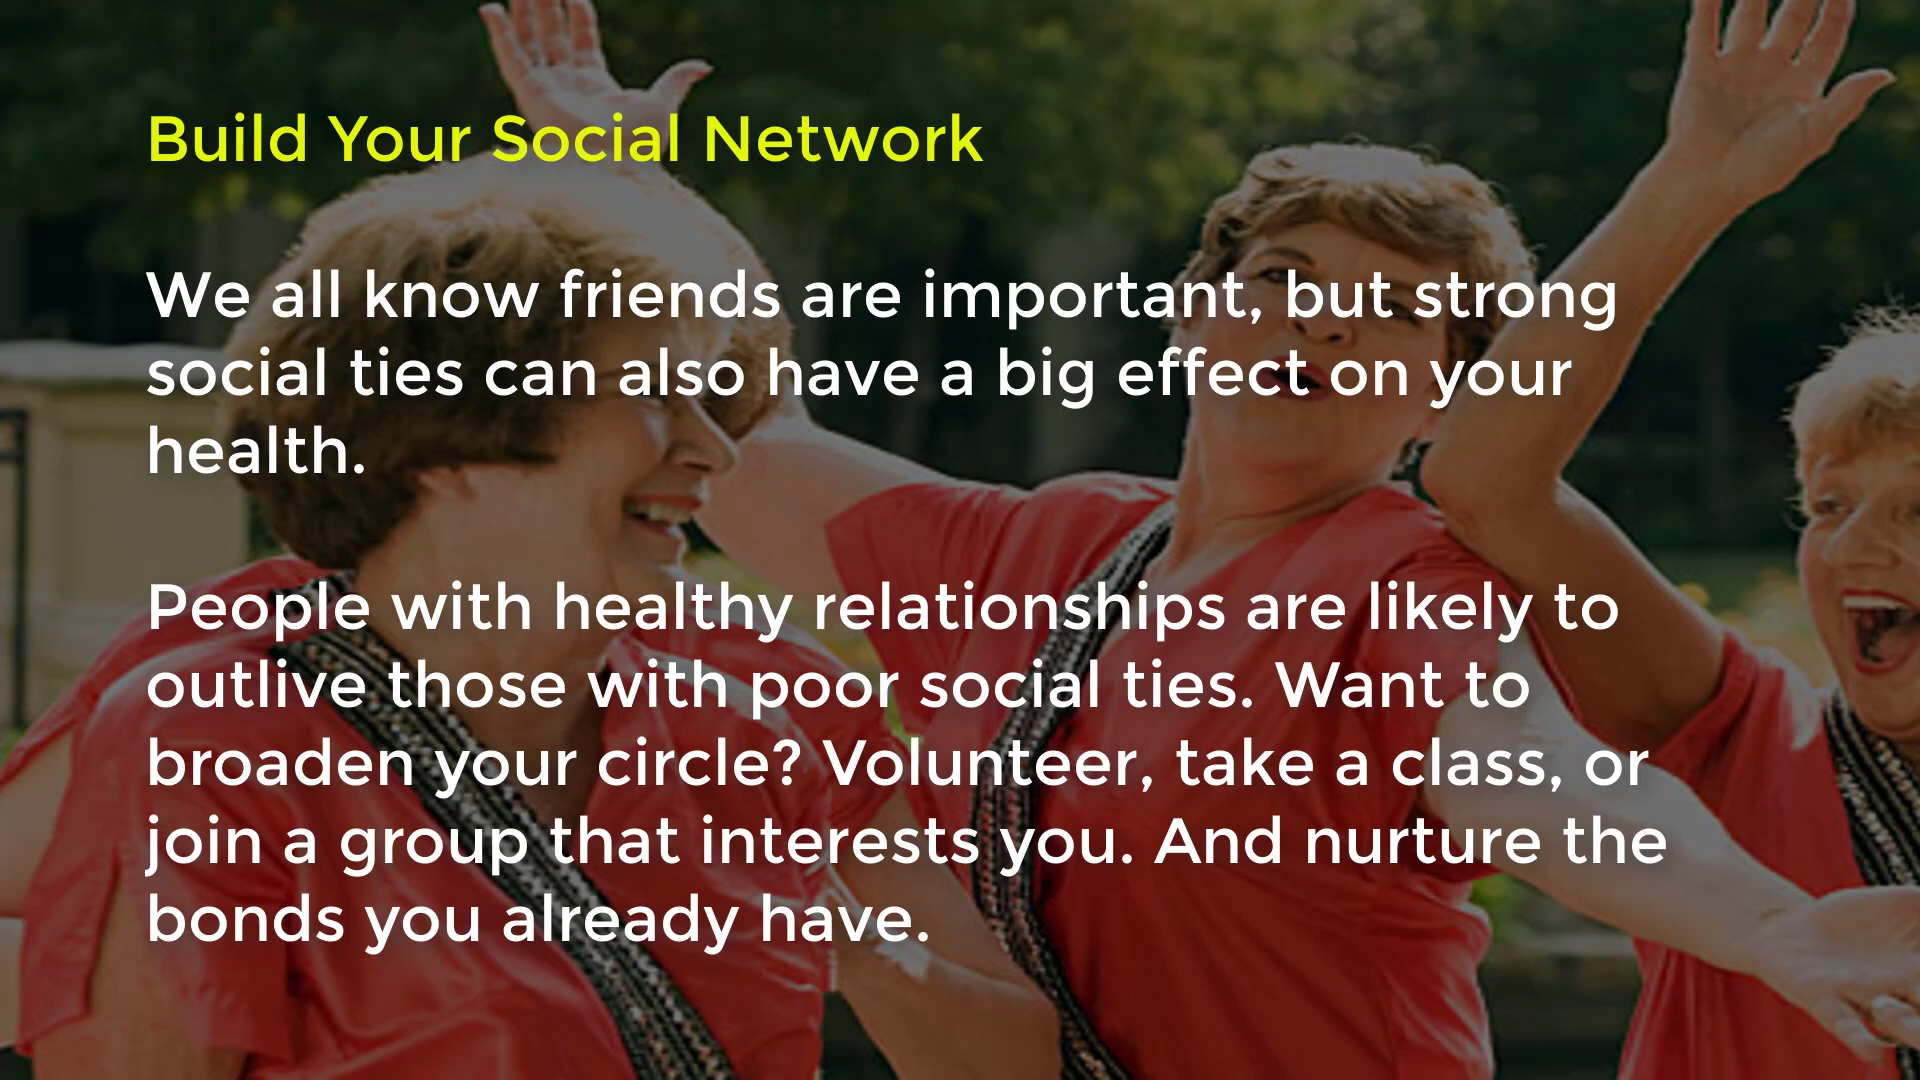 Build Your Social Network
We all know friends are important, but strong
social ties can also have a big effect on your
health.
People with healthy relationships are likely to
outlive those with poor social ties. Want to
broaden your circle? Volunteer, take a class, or
join a group that interests you. And nurture the
bonds you already have.